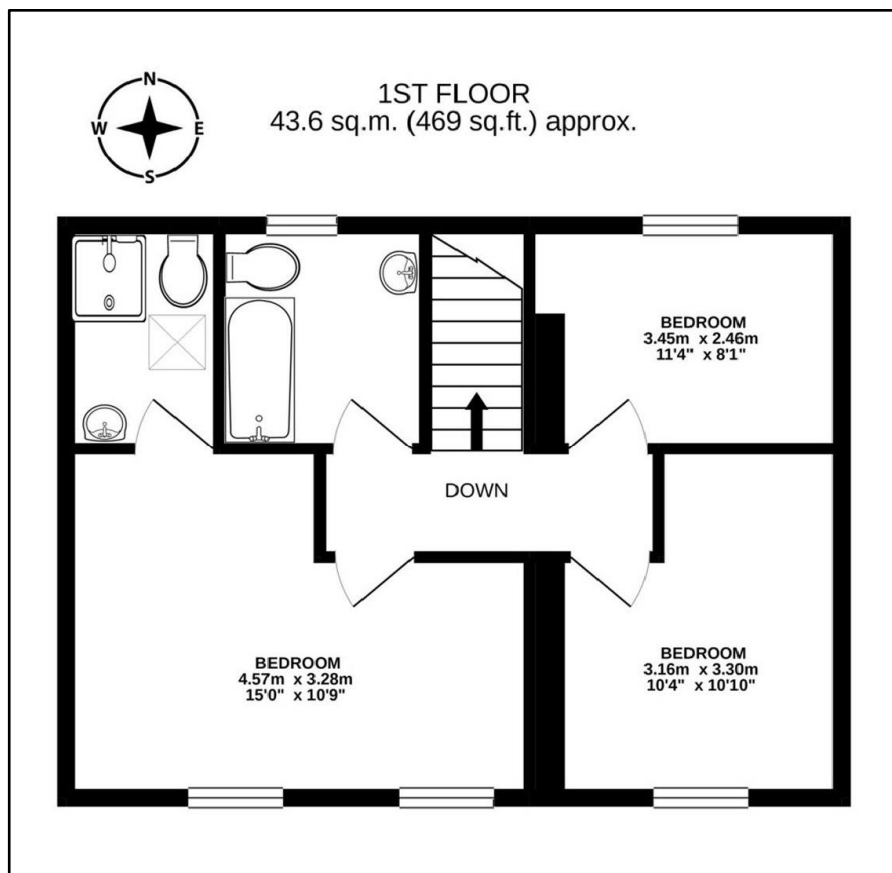 N
W E
S
1ST FLOOR
43.6 sq.m. (469 sq.ft.) approx.
BEDROOM
3.45m x 2.46m
11'4" x 8'1"
DOWN
BEDROOM
4.57m x 3.28m
15'0" x 10'9"
BEDROOM
3.16m x 3.30m
10'4" x 10'10"